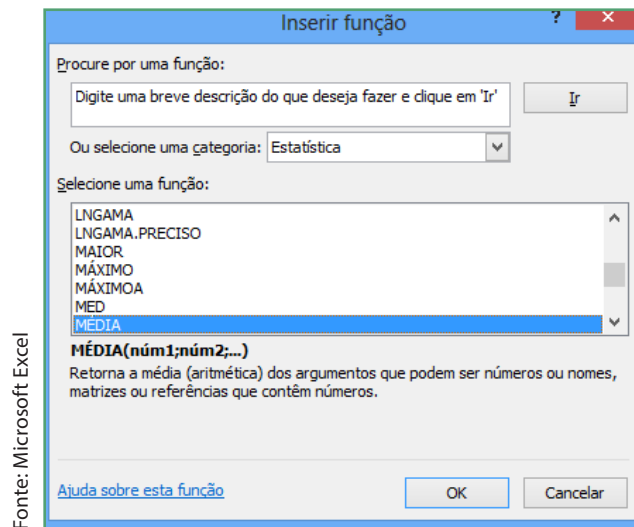 Inserir função
?
Procure por uma função:
Digite uma breve descrição do que deseja fazer e clique em 'Ir'
Ir
Ou selecione uma categoria: Estatística
Selecione uma função:
LNGAMA
LNGAMA.PRECISO
MAIOR
MÁXIMO
MÁXIMOA
MED
MÉDIA
MÉDIA(núm1;núm2;...)
Retorna a média (aritmética) dos argumentos que podem ser números ou nomes,
matrizes ou referências que contêm números.
Ajuda sobre esta função
OK
Cancelar
Fonte: Microsoft Excel